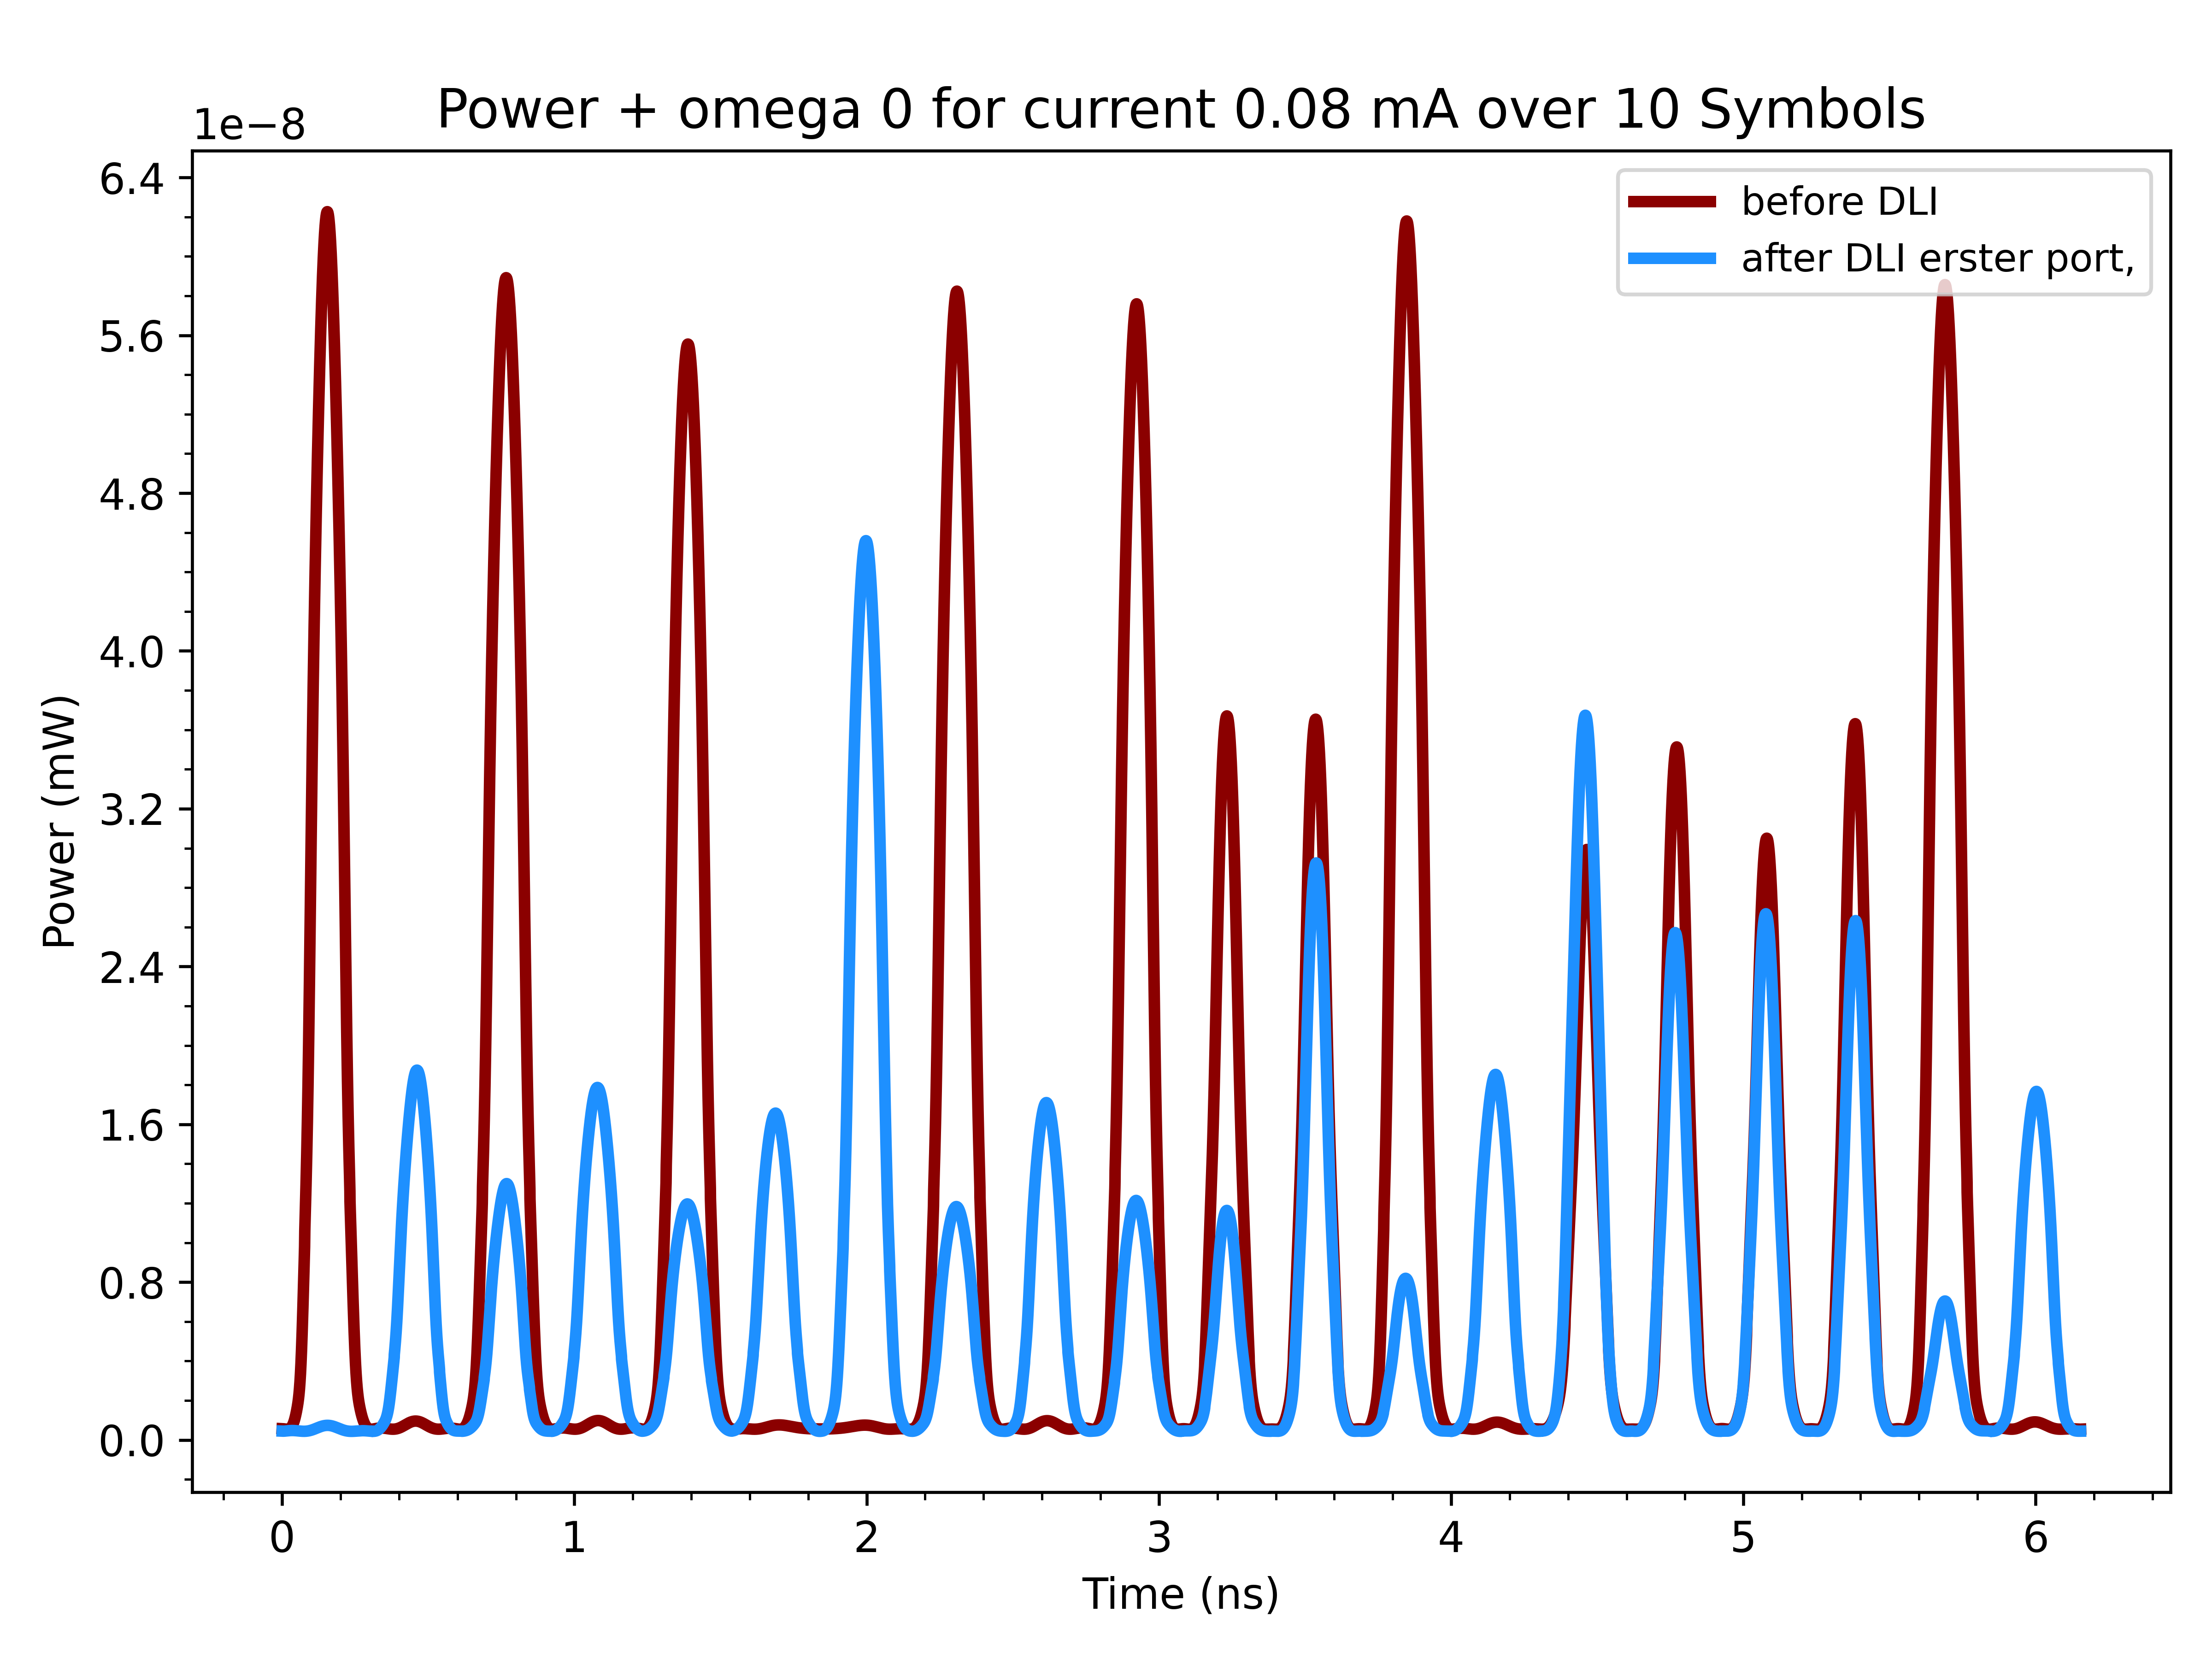 Power + omega 0 for current 0.08 mA over 10 Symbols
1e−8
before DLI
after DLI erster port,
6.4
5.6
4.8
4.0
3.2
2.4
1.6
0.8
0.0
Power (mW)
0 1 2 3 4 5 6
Time (ns)